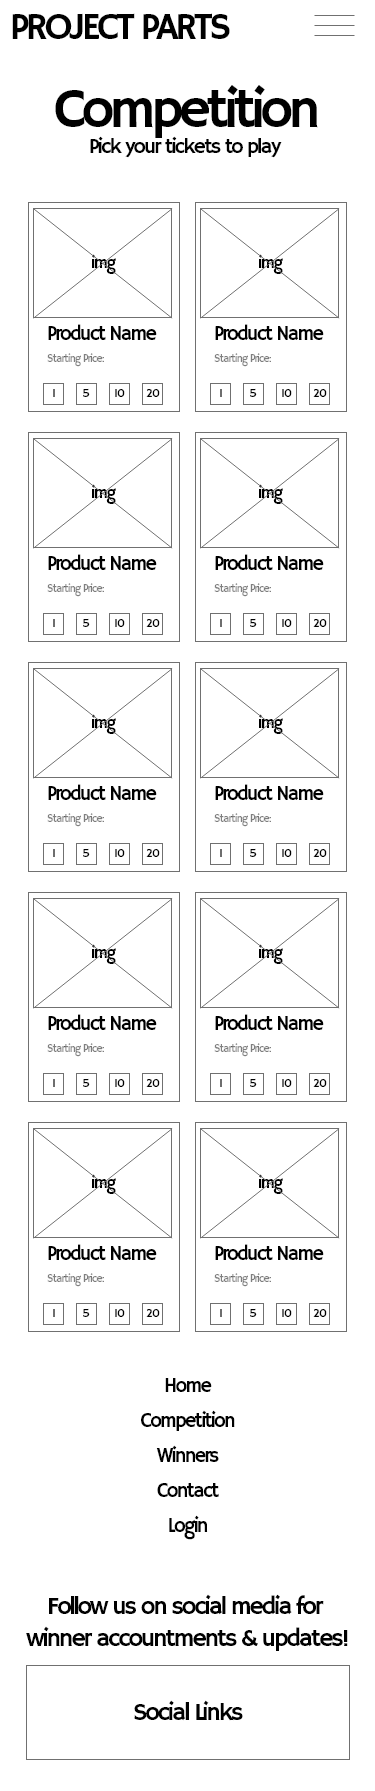 PROJECT PARTS
Competition
Pick your tickets to play
img img
Product Name Product Name
Starting Price: Starting Price:
1 5 10 20 1 5 10 20
img img
Product Name Product Name
Starting Price: Starting Price:
1 5 10 20 1 5 10 20
img img
Product Name Product Name
Starting Price: Starting Price:
1 5 10 20 1 5 10 20
img img
Product Name Product Name
Starting Price: Starting Price:
1 5 10 20 1 5 10 20
img img
Product Name Product Name
Starting Price: Starting Price:
1 5 10 20 1 5 10 20
Home
Competition
Winners
Contact
Login
Follow us on social media for
winner accountments & updates!
Social Links